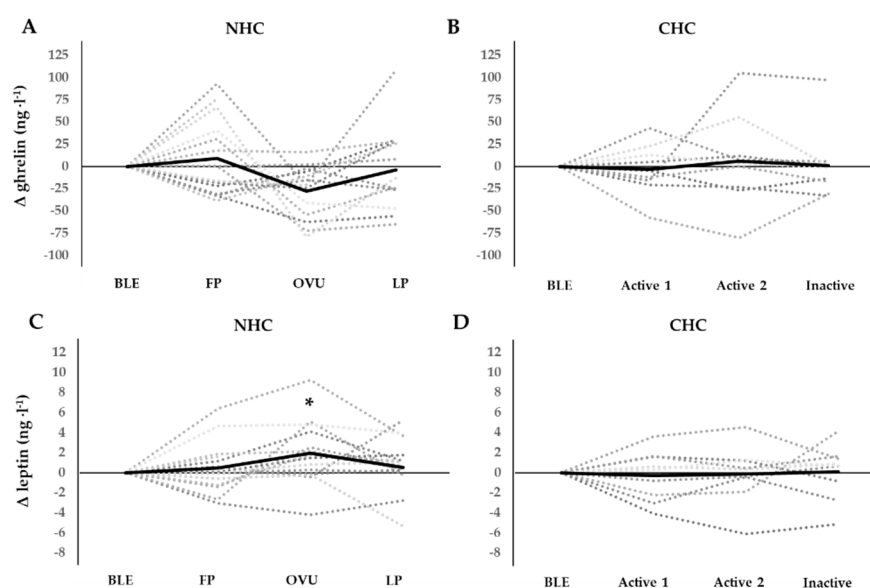 A
NHC
B
CHC
Δ ghrelin (ng·l⁻¹)
125
100
75
50
25
0
-25
-50
-75
-100
BLE
FP
OVU
LP
125
100
75
50
25
0
-25
-50
-75
-100
BLE
Active 1
Active 2
Inactive
C
NHC
D
CHC
Δ leptin (ng·l⁻¹)
12
10
8
6
4
2
0
-2
-4
-6
-8
*
BLE
FP
OVU
LP
12
10
8
6
4
2
0
-2
-4
-6
-8
BLE
Active 1
Active 2
Inactive